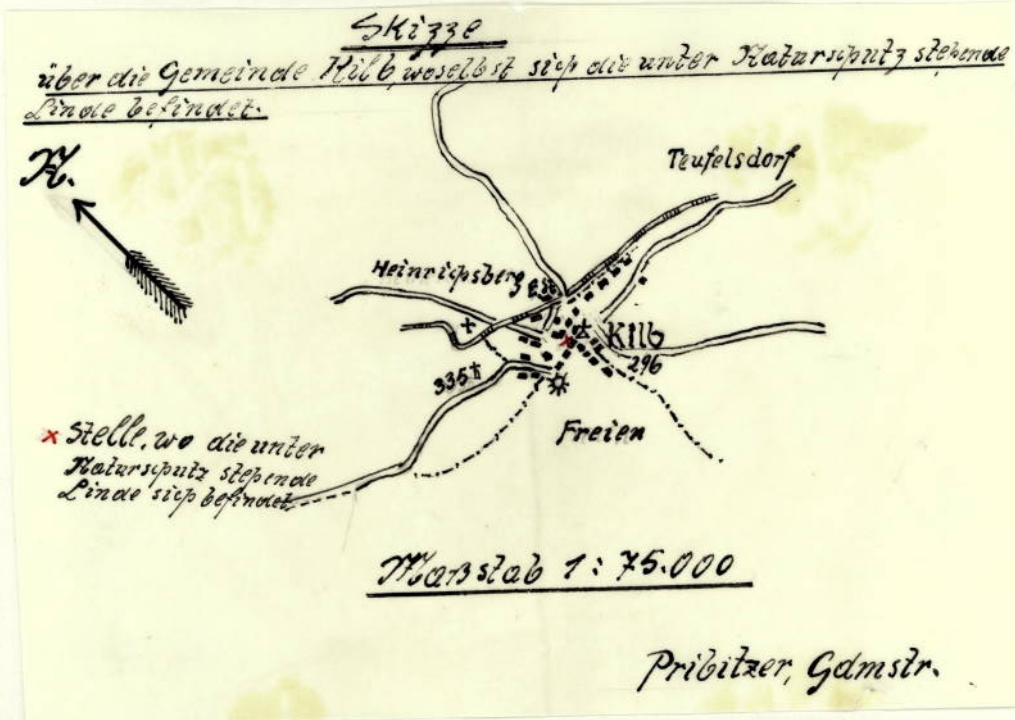 Skizze
über die Gemeinde Kilb, woselbst sich die unter Naturschutz stehende
Linde befindet.
N.
Teufelsdorf
Heinrichsberg
Kilb
296
335
Freien
x Stelle, wo die unter
Naturschutz stehende
Linde sich befindet
Maßstab 1:75.000
Pribitzer, Gdmstr.